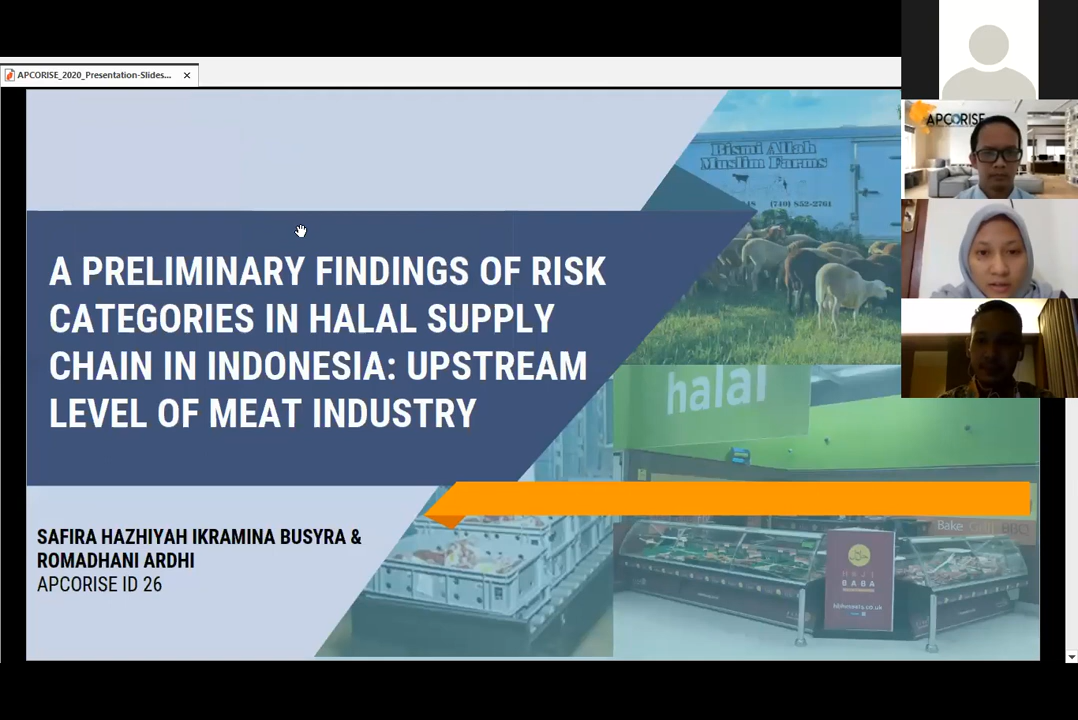 APCORISE_2020_Presentation-Slides...
APCORISE
Bismi Allah
Muslim Farms
(740) 852-2761
A PRELIMINARY FINDINGS OF RISK
CATEGORIES IN HALAL SUPPLY
CHAIN IN INDONESIA: UPSTREAM
LEVEL OF MEAT INDUSTRY
halal
Bake Grill BBQ
SAFIRA HAZHIYAH IKRAMINA BUSYRA &
ROMADHANI ARDHI
APCORISE ID 26
HAJI
BABA